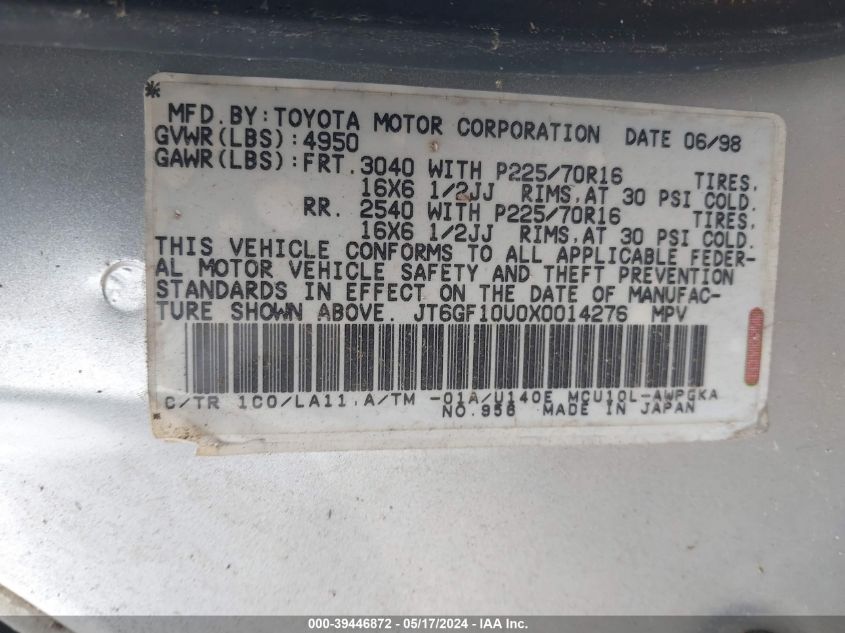 *
MFD. BY: TOYOTA MOTOR CORPORATION DATE 06/98
GVWR(LBS):4950
GAWR(LBS):FRT. 3040 WITH P225/70R16 TIRES,
16X6 1/2JJ RIMS, AT 30 PSI COLD.
RR. 2540 WITH P225/70R16 TIRES,
16X6 1/2JJ RIMS, AT 30 PSI COLD.
THIS VEHICLE CONFORMS TO ALL APPLICABLE FEDER-
AL MOTOR VEHICLE SAFETY AND THEFT PREVENTION
STANDARDS IN EFFECT ON THE DATE OF MANUFAC-
TURE SHOWN ABOVE. JT6GF10U0X0014276 MPV
C/TR 1C0/LA11 A/TM -01A/U140E MCU10L-AWPGKA
NO.956 MADE IN JAPAN
000-39446872 - 05/17/2024 - IMPACT AUTO